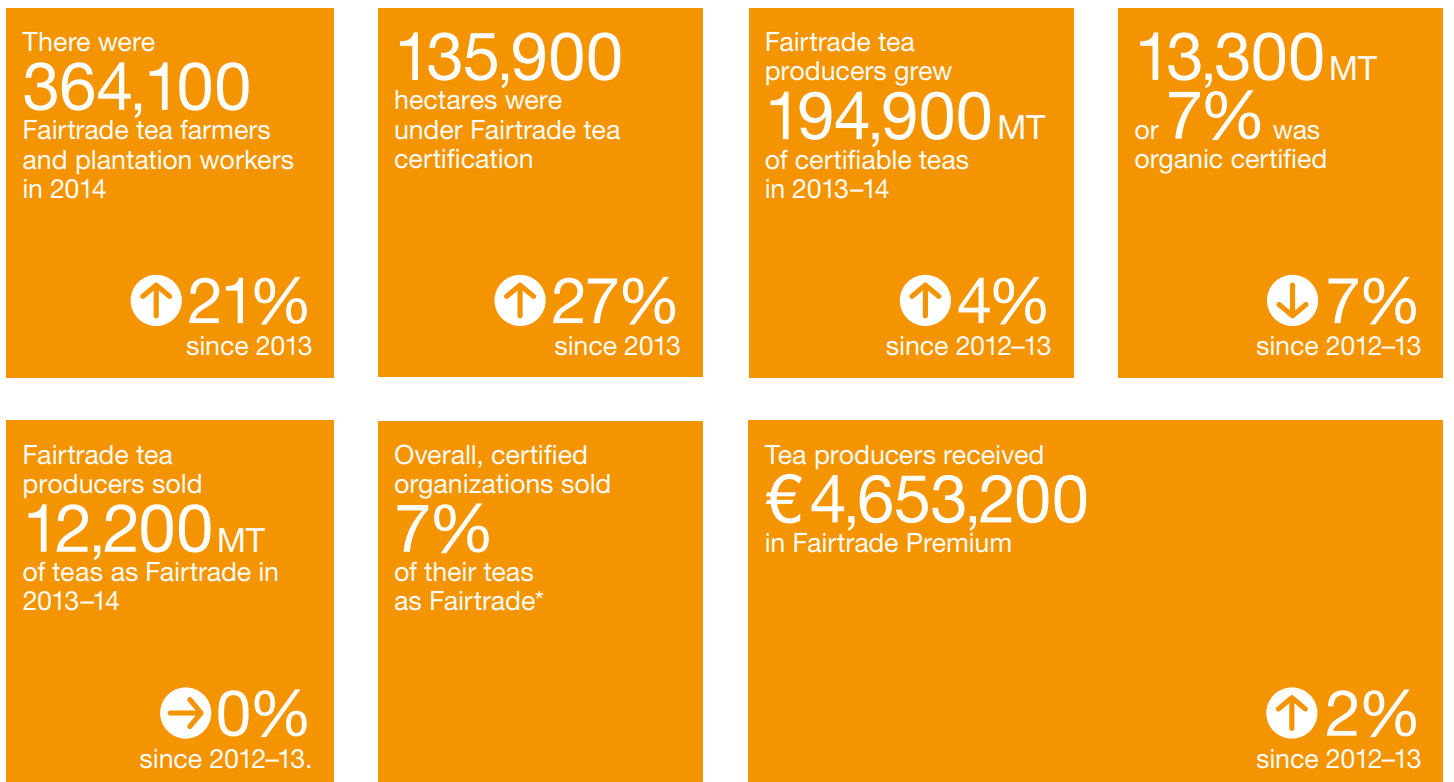 There were
364,100
Fairtrade tea farmers
and plantation workers
in 2014
↑21%
since 2013
135,900
hectares were
under Fairtrade tea
certification
↑27%
since 2013
Fairtrade tea
producers grew
194,900 MT
of certifiable teas
in 2013–14
↑4%
since 2012–13
13,300 MT
or 7% was
organic certified
↓7%
since 2012–13
Fairtrade tea
producers sold
12,200 MT
of teas as Fairtrade in
2013–14
→0%
since 2012–13.
Overall, certified
organizations sold
7%
of their teas
as Fairtrade*
Tea producers received
€4,653,200
in Fairtrade Premium
↑2%
since 2012–13